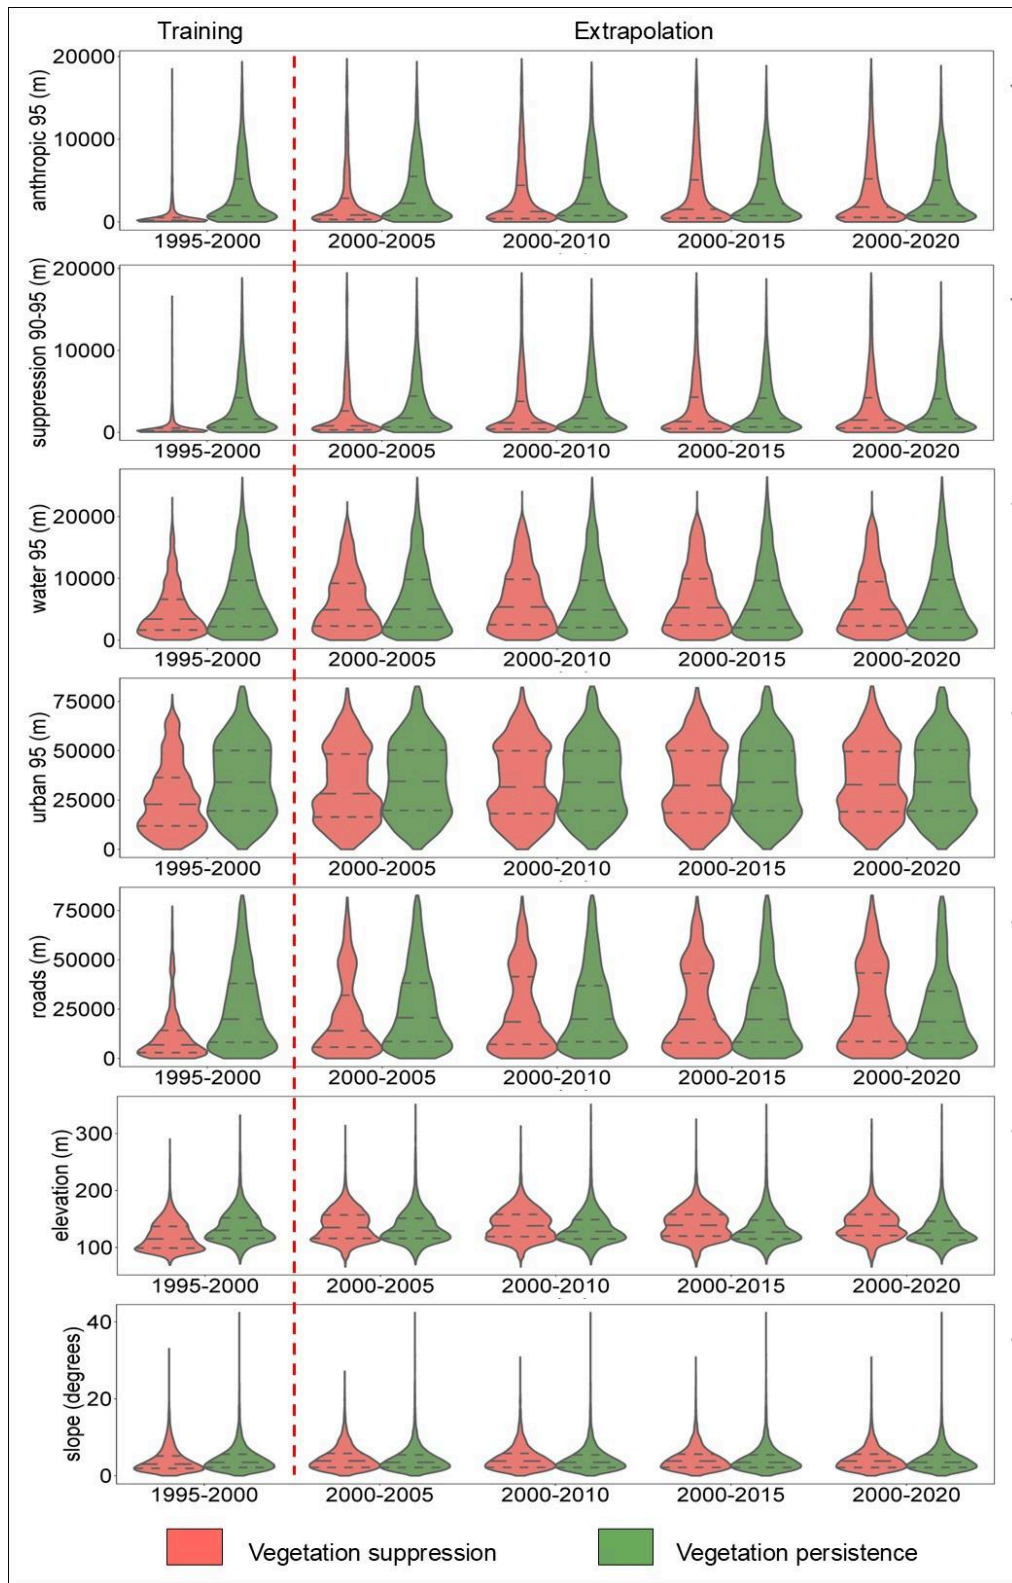 Training Extrapolation
anthropic 95 (m)
20000
10000
0
1995-2000 2000-2005 2000-2010 2000-2015 2000-2020
suppression 90-95 (m)
20000
10000
0
1995-2000 2000-2005 2000-2010 2000-2015 2000-2020
water 95 (m)
20000
10000
0
1995-2000 2000-2005 2000-2010 2000-2015 2000-2020
urban 95 (m)
75000
50000
25000
0
1995-2000 2000-2005 2000-2010 2000-2015 2000-2020
roads (m)
75000
50000
25000
0
1995-2000 2000-2005 2000-2010 2000-2015 2000-2020
elevation (m)
300
200
100
1995-2000 2000-2005 2000-2010 2000-2015 2000-2020
slope (degrees)
40
20
0
1995-2000 2000-2005 2000-2010 2000-2015 2000-2020
Vegetation suppression Vegetation persistence